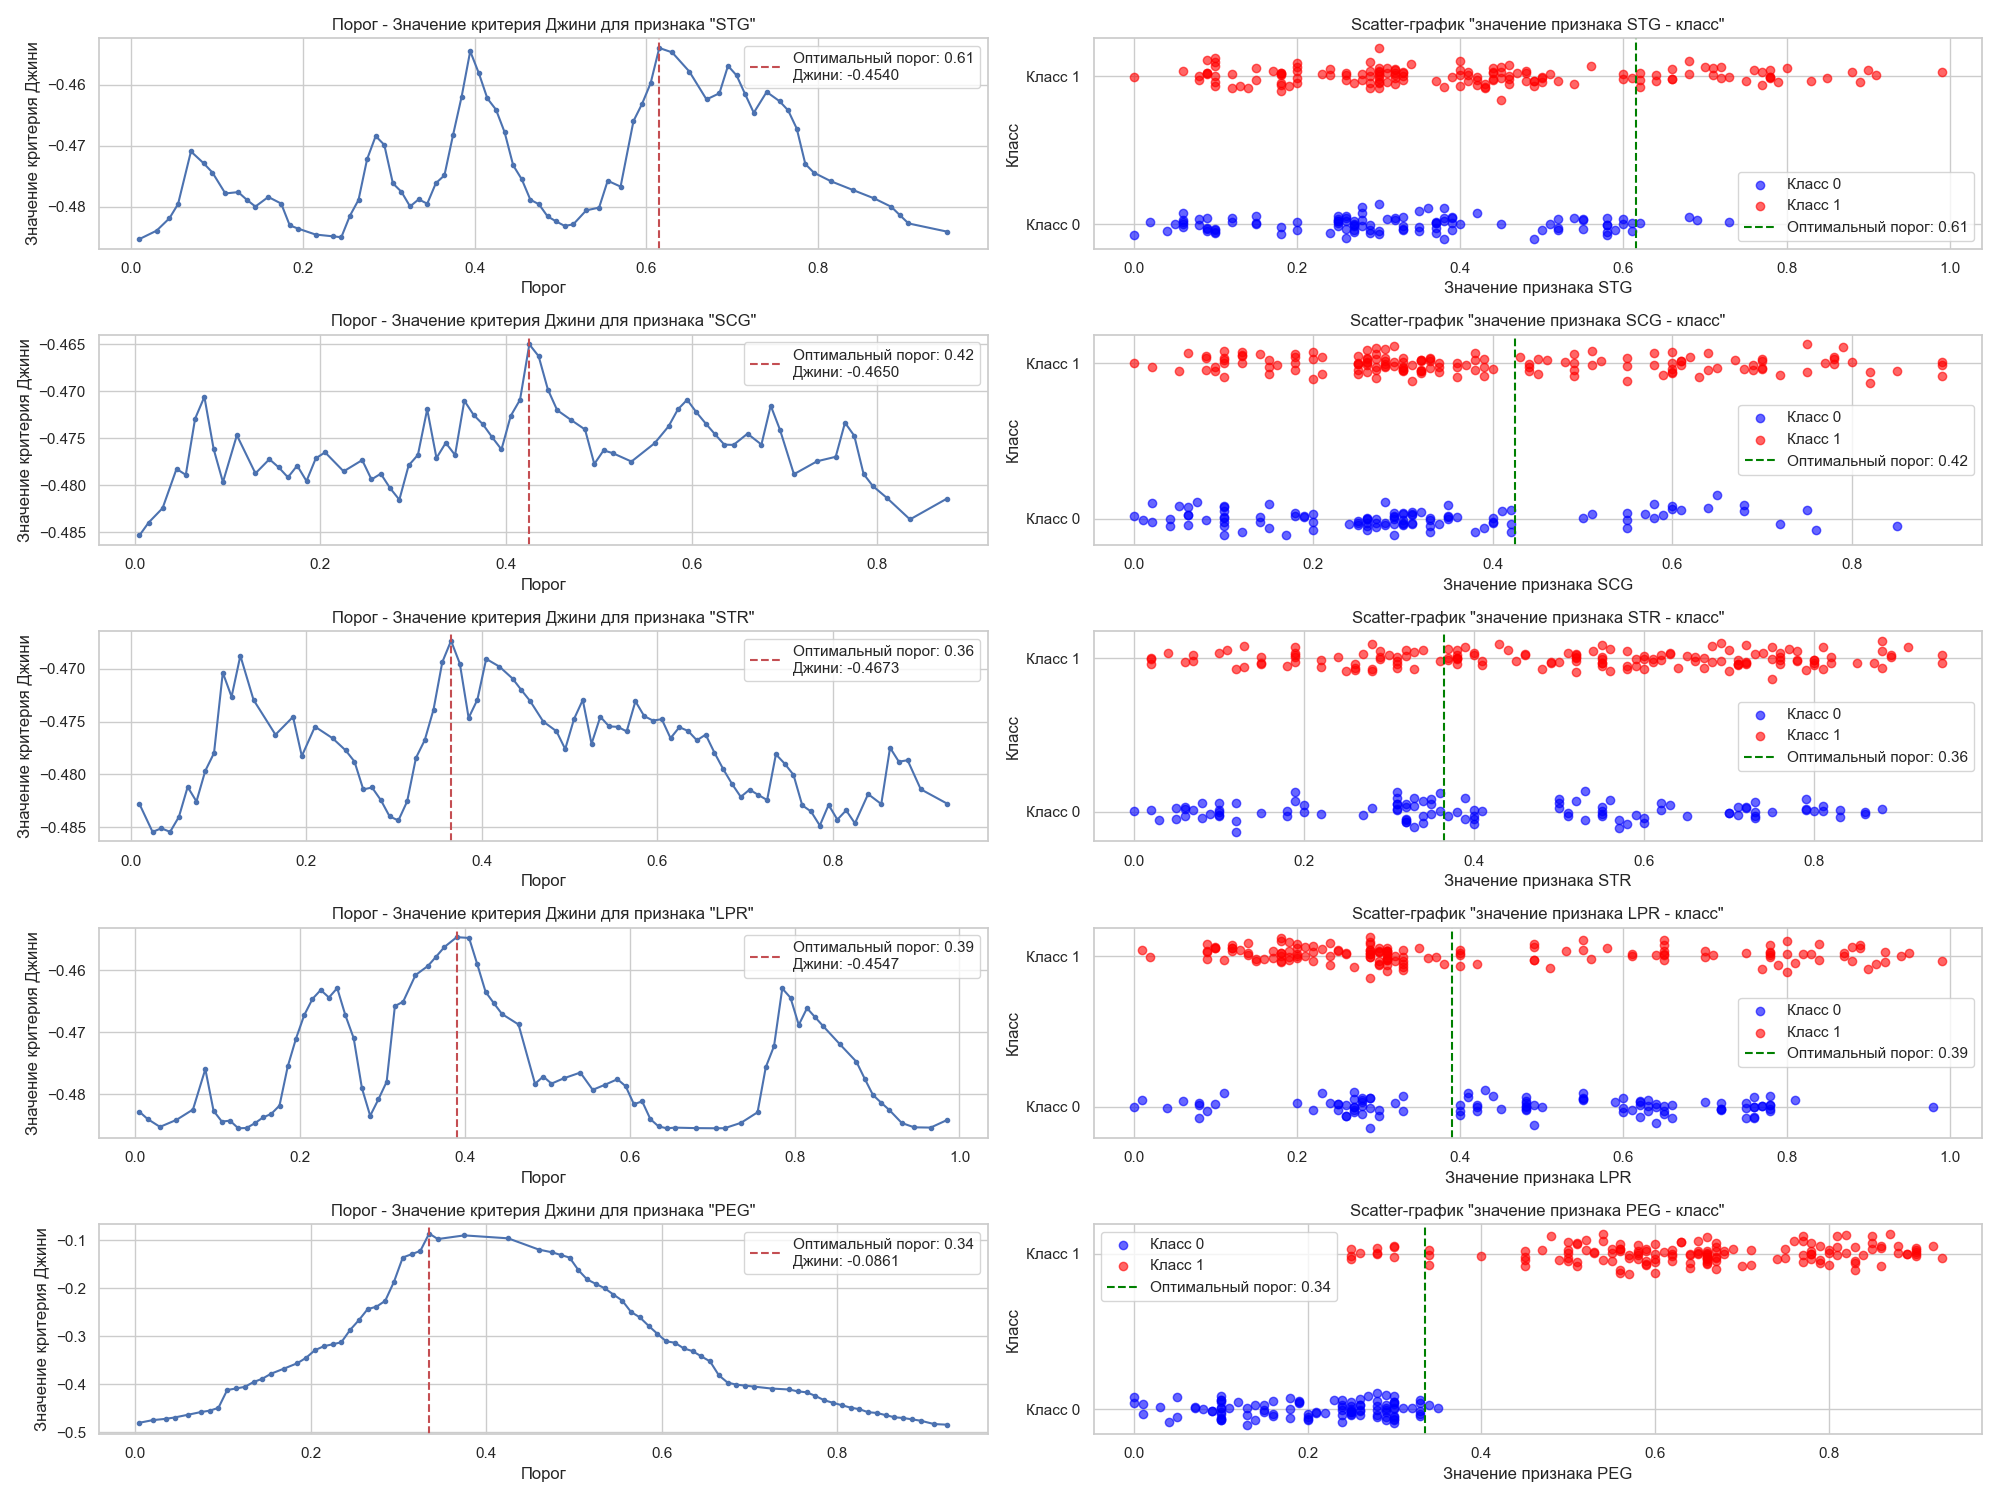 Порог - Значение критерия Джини для признака "STG"
Значение критерия Джини
−0.46
−0.47
−0.48
Оптимальный порог: 0.61
Джини: -0.4540
0.0 0.2 0.4 0.6 0.8
Порог
Scatter-график "значение признака STG - класс"
Класс
Класс 1
Класс 0
Класс 0
Класс 1
Оптимальный порог: 0.61
0.0 0.2 0.4 0.6 0.8 1.0
Значение признака STG
Порог - Значение критерия Джини для признака "SCG"
Значение критерия Джини
−0.465
−0.470
−0.475
−0.480
−0.485
Оптимальный порог: 0.42
Джини: -0.4650
0.0 0.2 0.4 0.6 0.8
Порог
Scatter-график "значение признака SCG - класс"
Класс
Класс 1
Класс 0
Класс 0
Класс 1
Оптимальный порог: 0.42
0.0 0.2 0.4 0.6 0.8
Значение признака SCG
Порог - Значение критерия Джини для признака "STR"
Значение критерия Джини
−0.470
−0.475
−0.480
−0.485
Оптимальный порог: 0.36
Джини: -0.4673
0.0 0.2 0.4 0.6 0.8
Порог
Scatter-график "значение признака STR - класс"
Класс
Класс 1
Класс 0
Класс 0
Класс 1
Оптимальный порог: 0.36
0.0 0.2 0.4 0.6 0.8
Значение признака STR
Порог - Значение критерия Джини для признака "LPR"
Значение критерия Джини
−0.46
−0.47
−0.48
Оптимальный порог: 0.39
Джини: -0.4547
0.0 0.2 0.4 0.6 0.8 1.0
Порог
Scatter-график "значение признака LPR - класс"
Класс
Класс 1
Класс 0
Класс 0
Класс 1
Оптимальный порог: 0.39
0.0 0.2 0.4 0.6 0.8 1.0
Значение признака LPR
Порог - Значение критерия Джини для признака "PEG"
Значение критерия Джини
−0.1
−0.2
−0.3
−0.4
−0.5
Оптимальный порог: 0.34
Джини: -0.0861
0.0 0.2 0.4 0.6 0.8
Порог
Scatter-график "значение признака PEG - класс"
Класс
Класс 1
Класс 0
Класс 0
Класс 1
Оптимальный порог: 0.34
0.0 0.2 0.4 0.6 0.8
Значение признака PEG